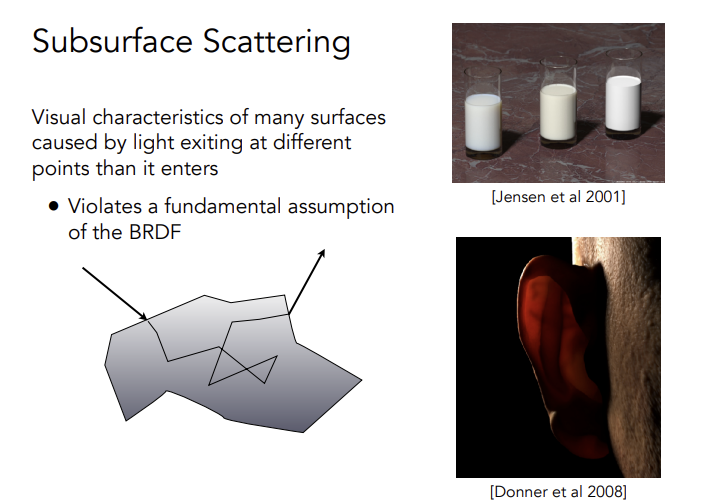 Subsurface Scattering
Visual characteristics of many surfaces
caused by light exiting at different
points than it enters
• Violates a fundamental assumption
of the BRDF
[Jensen et al 2001]
[Donner et al 2008]